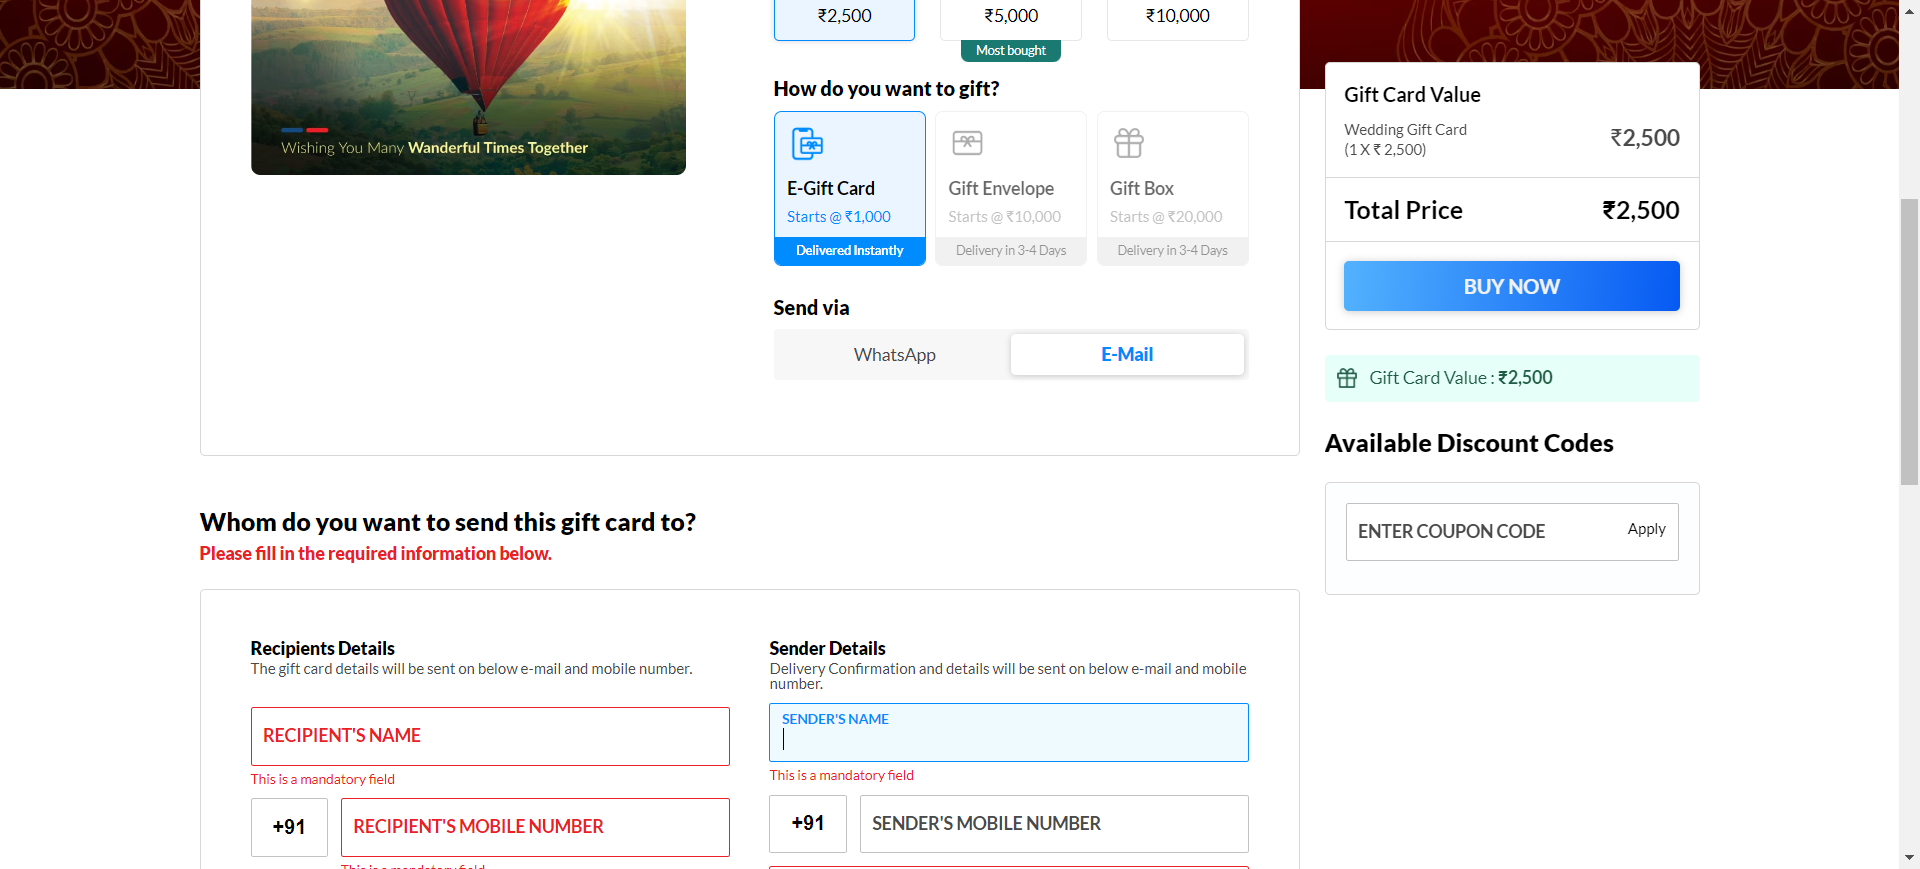 ₹2,500
₹5,000
₹10,000
Most bought
Wishing You Many Wanderful Times Together
How do you want to gift?
E-Gift Card
Starts @ ₹1,000
Delivered Instantly
Gift Envelope
Starts @ ₹10,000
Delivery in 3-4 Days
Gift Box
Starts @ ₹20,000
Delivery in 3-4 Days
Send via
WhatsApp
E-Mail
Gift Card Value
Wedding Gift Card
(1 X ₹ 2,500)
₹2,500
Total Price
₹2,500
BUY NOW
Gift Card Value : ₹2,500
Available Discount Codes
ENTER COUPON CODE
Apply
Whom do you want to send this gift card to?
Please fill in the required information below.
Recipients Details
The gift card details will be sent on below e-mail and mobile number.
RECIPIENT'S NAME
This is a mandatory field
+91
RECIPIENT'S MOBILE NUMBER
This is a mandatory field
Sender Details
Delivery Confirmation and details will be sent on below e-mail and mobile
number.
SENDER'S NAME
This is a mandatory field
+91
SENDER'S MOBILE NUMBER